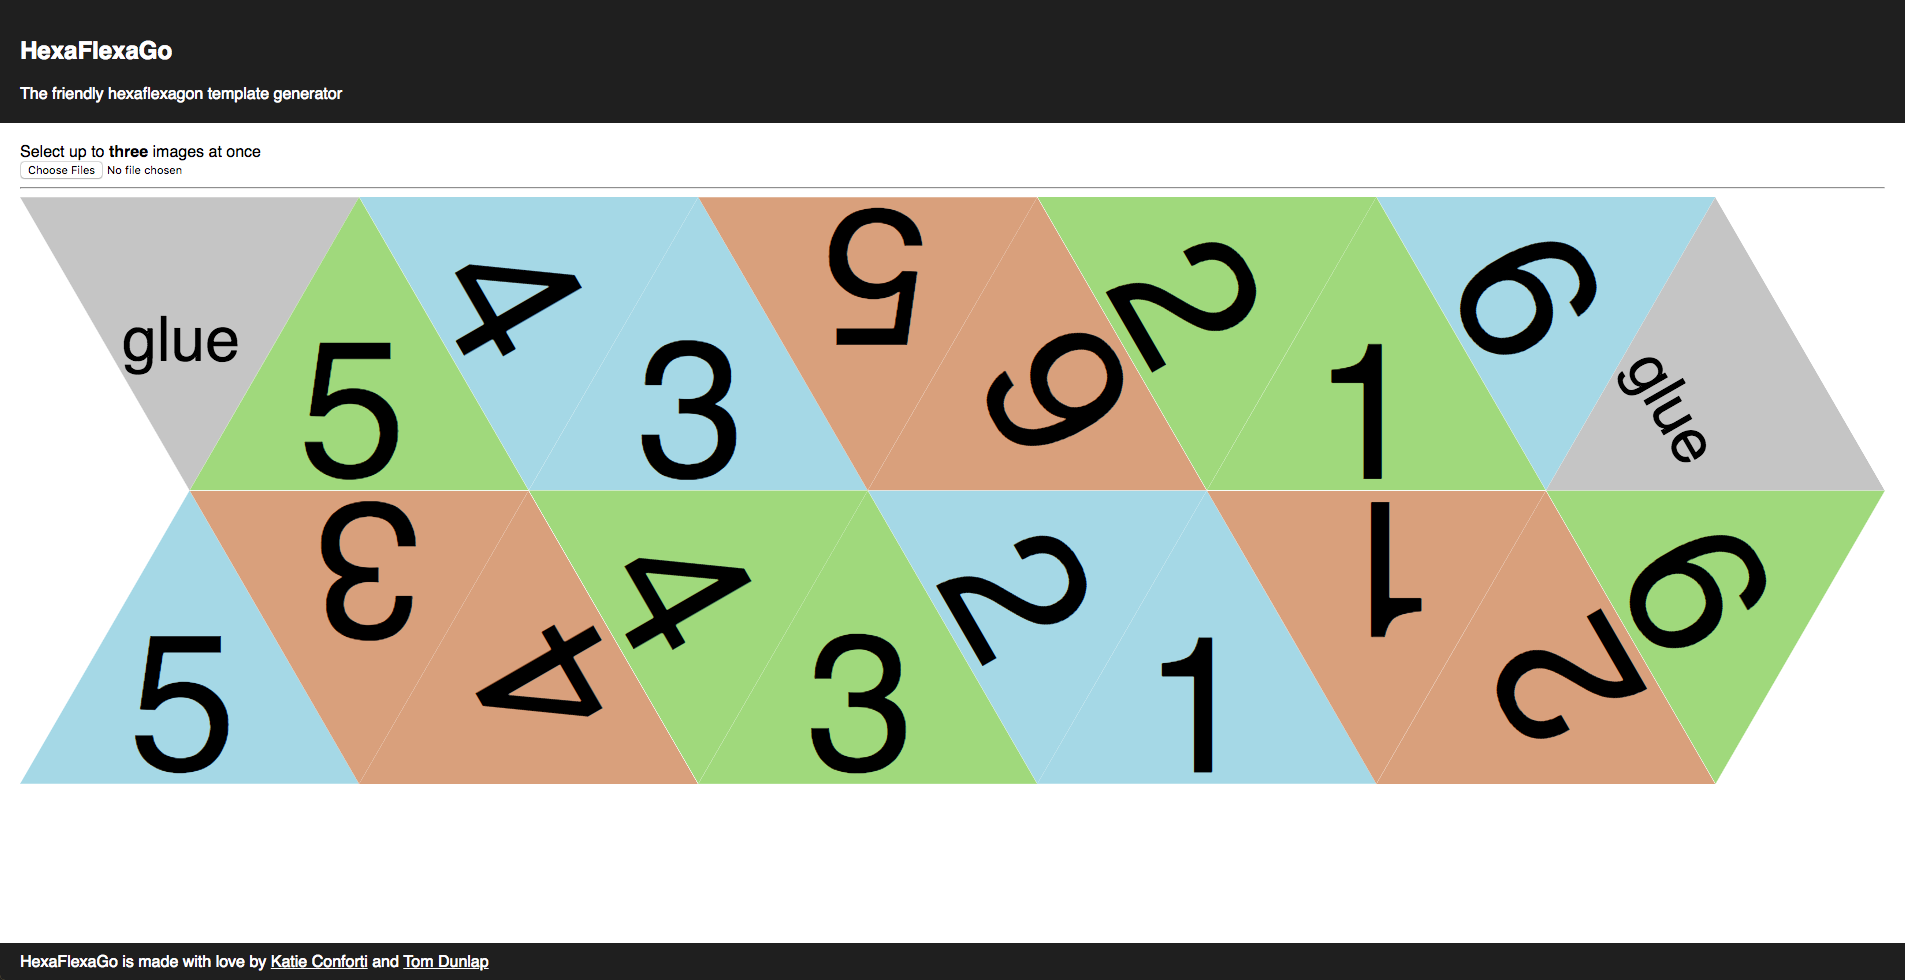 HexaFlexaGo
The friendly hexaflexagon template generator
Select up to three images at once
Choose Files No file chosen
glue 5 4 3 5 6 2 1 6 glue
5 3 4 4 3 2 1 1 2 6
HexaFlexaGo is made with love by Katie Conforti and Tom Dunlap